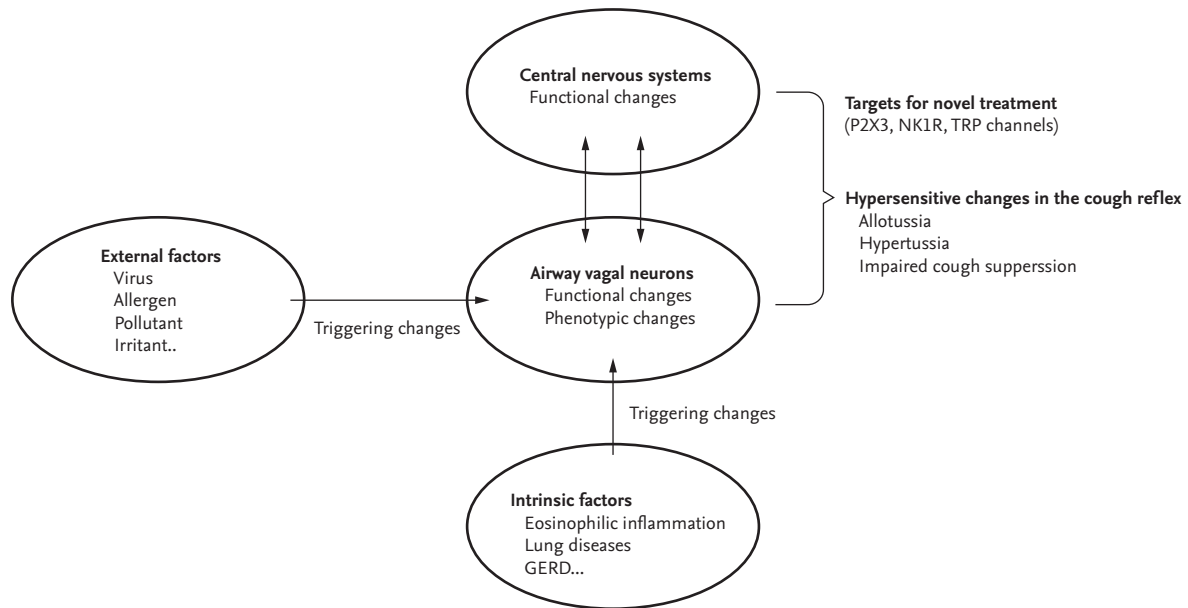 Central nervous systems
Functional changes
Targets for novel treatment
(P2X3, NK1R, TRP channels)
Hypersensitive changes in the cough reflex
Allotussia
Hypertussia
Impaired cough supperssion
External factors
Virus
Allergen
Pollutant
Irritant..
Triggering changes
Airway vagal neurons
Functional changes
Phenotypic changes
Triggering changes
Intrinsic factors
Eosinophilic inflammation
Lung diseases
GERD...